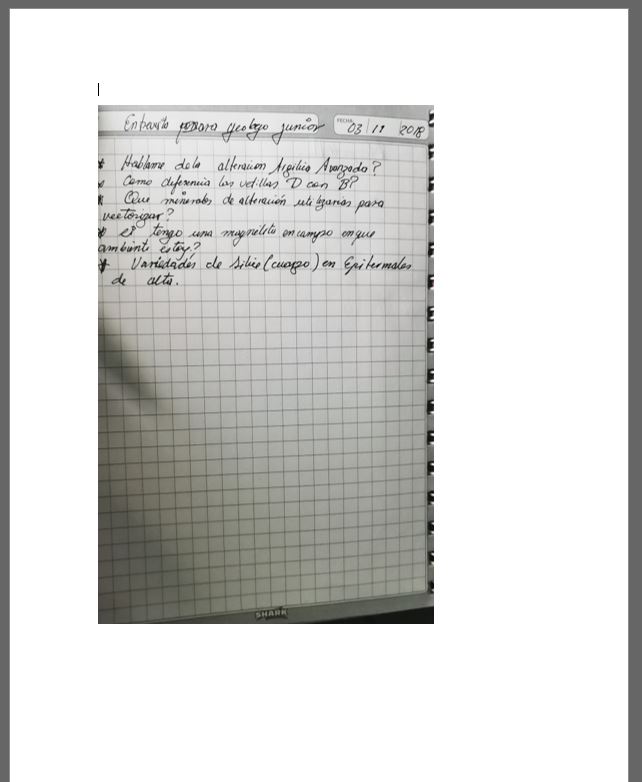 Entrevista para geologo junior
FECHA: 03 / 11 / 2018
* Hablame de la alteracion Argilica Avanzada?
* Como diferencia las vetillas D con B?
* Que minerales de alteración utilizarias para
vectorizar?
* si tengo una magnetita en campo en que
ambiente estoy?
* Variedades de silice (cuarzo) en Epitermales
de alta.
SHARK